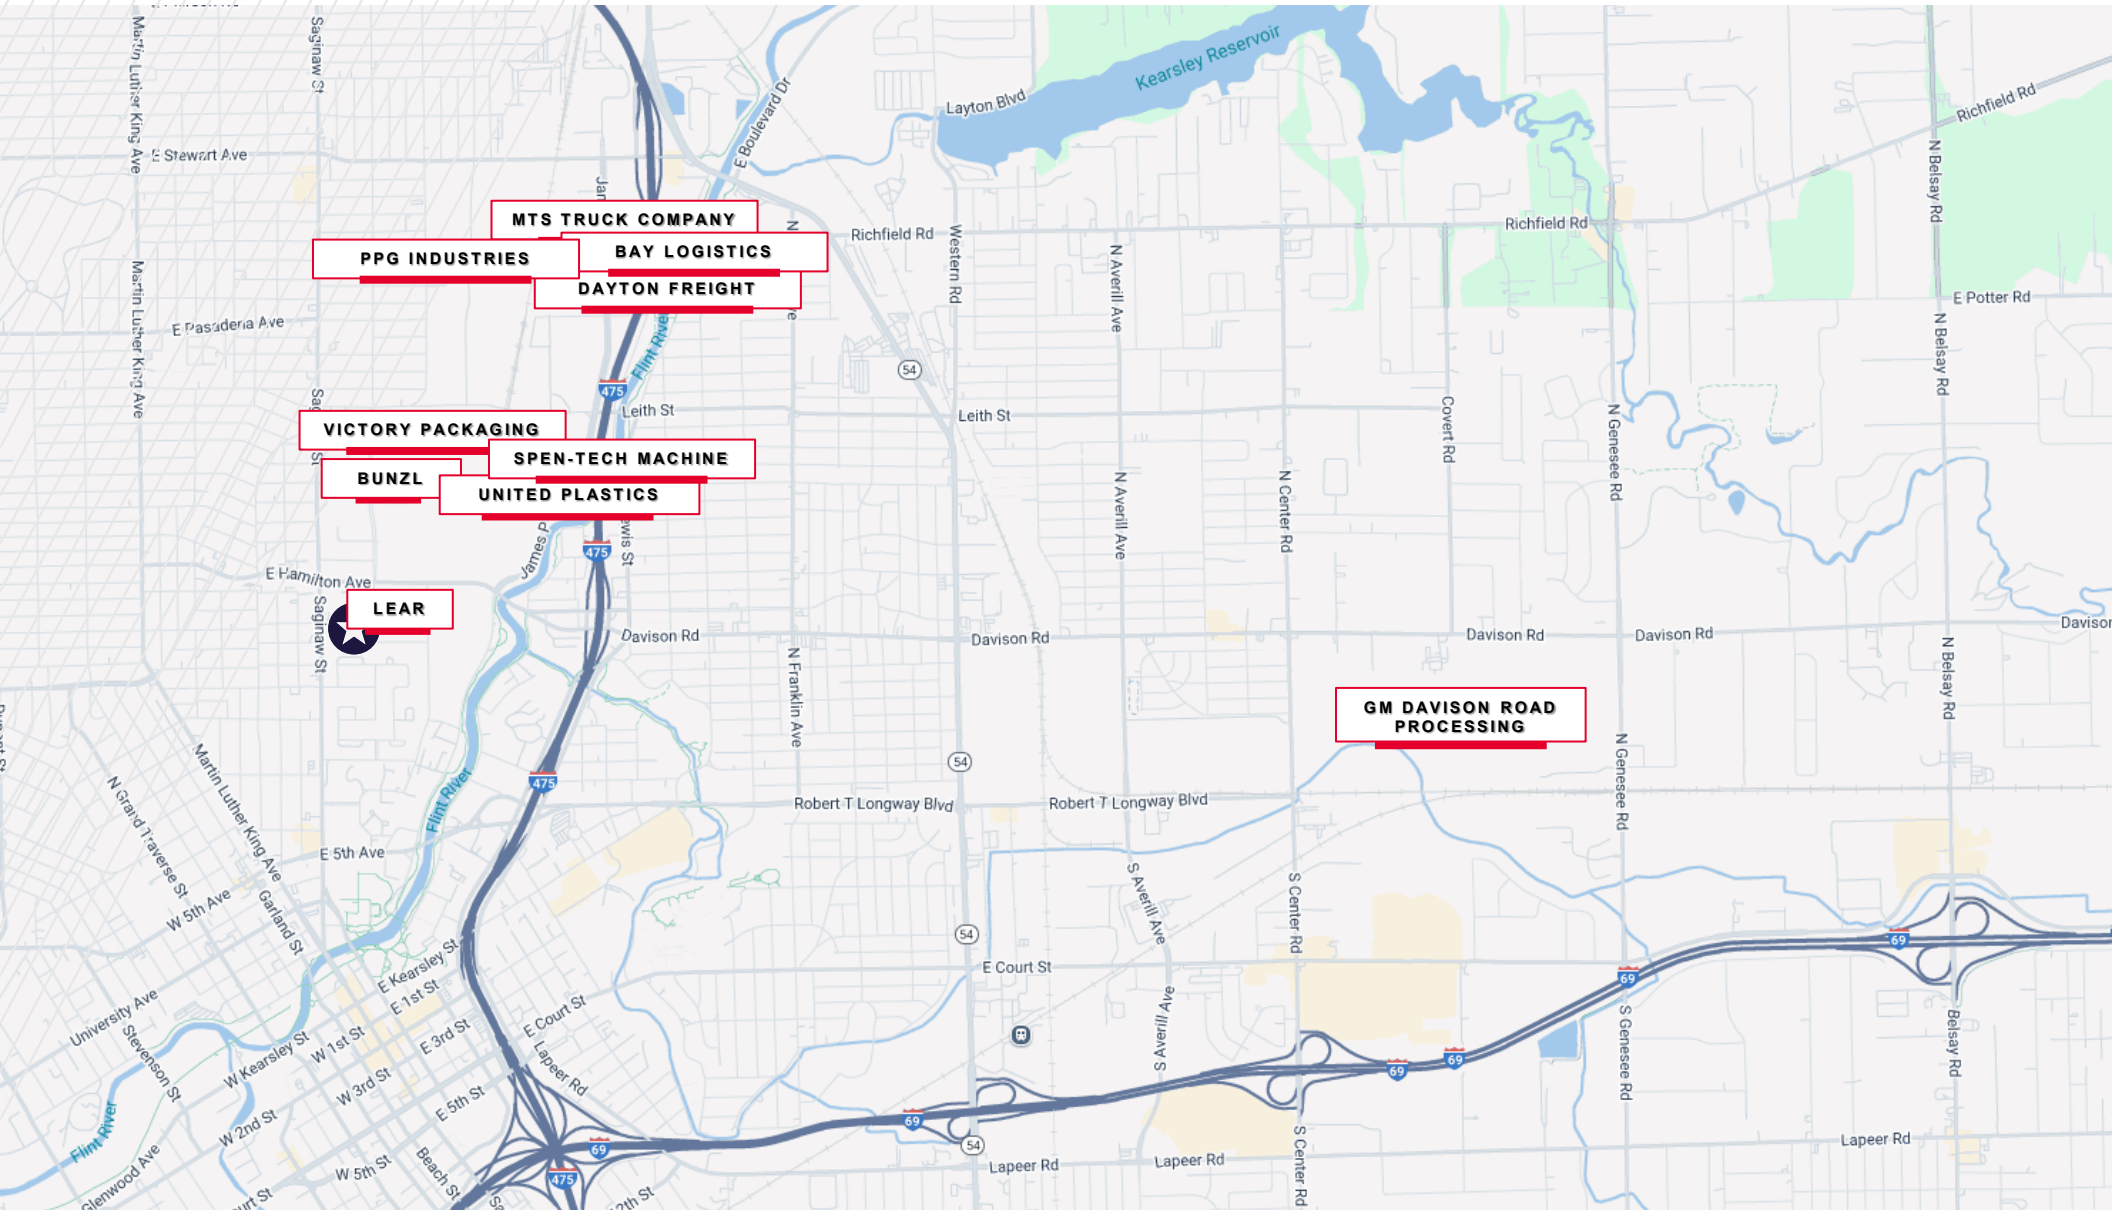 Saginaw St
Martin Luther King Ave
E Stewart Ave
E Boulevard Dr
Layton Blvd
Kearsley Reservoir
Richfield Rd
N Belsay Rd
MTS TRUCK COMPANY
PPG INDUSTRIES
BAY LOGISTICS
DAYTON FREIGHT
Richfield Rd
Western Rd
N Averill Ave
Richfield Rd
E Potter Rd
Martin Luther King Ave
E Pasadena Ave
Flint River
475
54
N Belsay Rd
Leith St
Leith St
Covert Rd
N Genesee Rd
VICTORY PACKAGING
SPEN-TECH MACHINE
BUNZL
UNITED PLASTICS
N Averill Ave
N Center Rd
475
E Hamilton Ave
LEAR
Saginaw St
Davison Rd
Davison Rd
Davison Rd
Davison Rd
N Franklin Ave
N Belsay Rd
GM DAVISON ROAD
PROCESSING
54
475
Martin Luther King Ave
N Grand Traverse St
Flint River
Robert T Longway Blvd
Robert T Longway Blvd
N Genesee Rd
E 5th Ave
W 5th Ave
Garland St
S Averill Ave
S Center Rd
54
69
E Kearsley St
E Court St
69
E 1st St
University Ave
E Court St
W 1st St
E 3rd St
Stevenson St
W Kearsley St
E Lapeer Rd
S Averill Ave
S Genesee Rd
Belsay Rd
69
69
W 3rd St
E 5th St
69
Flint River
W 2nd St
69
54
Lapeer Rd
Lapeer Rd
Lapeer Rd
S Center Rd
Glenwood Ave
W 5th St
Beach St
475